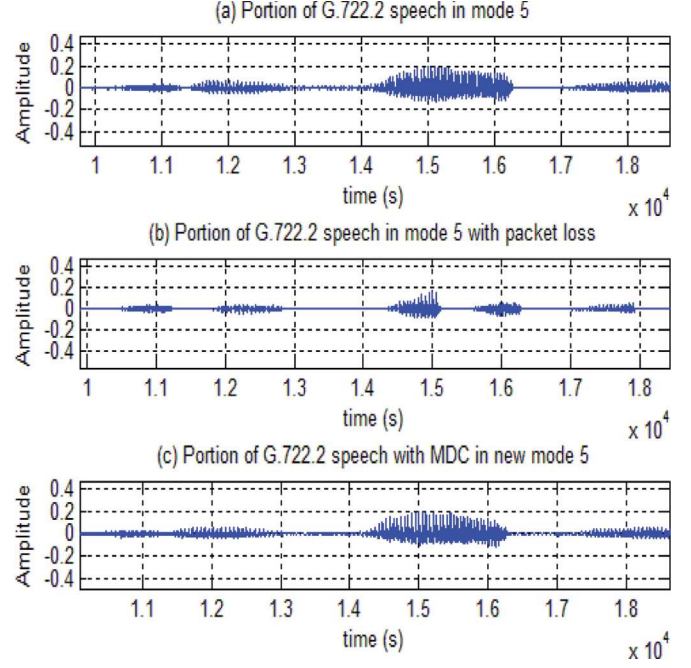 (a) Portion of G.722.2 speech in mode 5
Amplitude
0.4
0.2
0
-0.2
-0.4
1 1.1 1.2 1.3 1.4 1.5 1.6 1.7 1.8
time (s)
x 10^4
(b) Portion of G.722.2 speech in mode 5 with packet loss
Amplitude
0.4
0.2
0
-0.2
-0.4
1 1.1 1.2 1.3 1.4 1.5 1.6 1.7 1.8
time (s)
x 10^4
(c) Portion of G.722.2 speech with MDC in new mode 5
Amplitude
0.4
0.2
0
-0.2
-0.4
1.1 1.2 1.3 1.4 1.5 1.6 1.7 1.8
time (s)
x 10^4